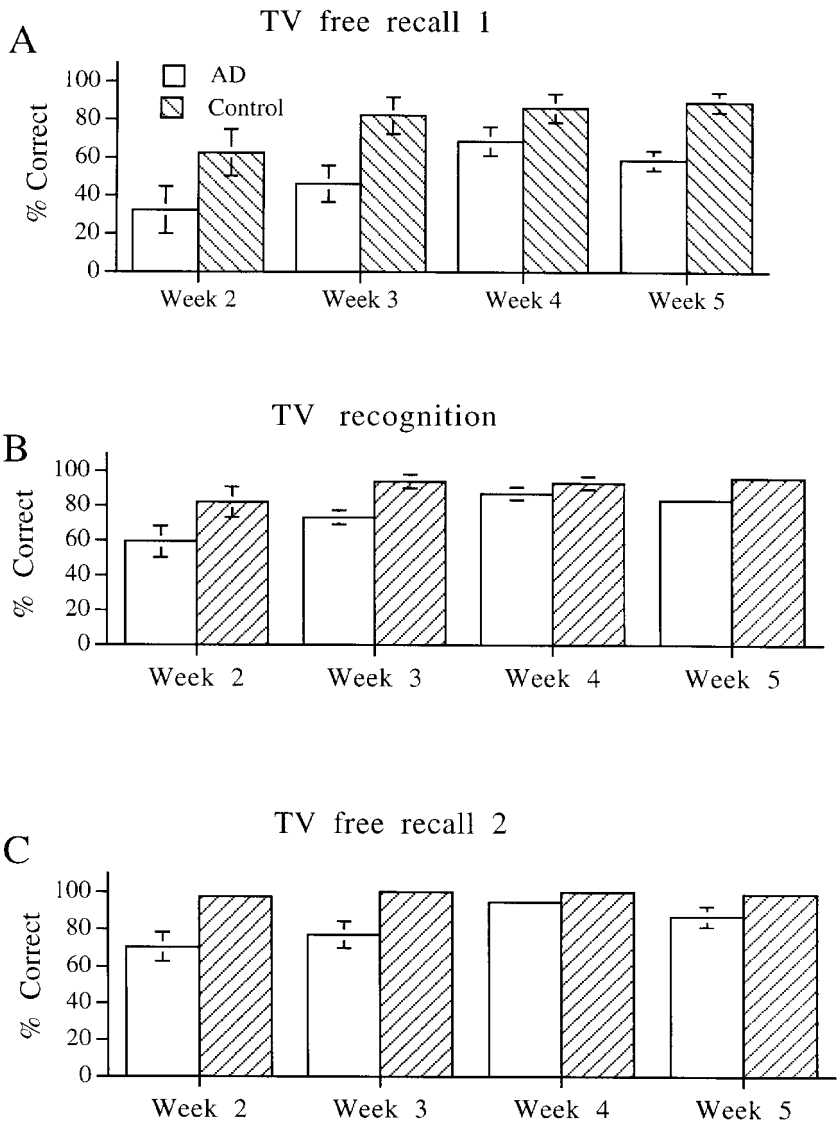 A
TV free recall 1
% Correct
100
80
60
40
20
0
AD
Control
Week 2 Week 3 Week 4 Week 5
B
TV recognition
% Correct
100
80
60
40
20
0
Week 2 Week 3 Week 4 Week 5
C
TV free recall 2
% Correct
100
80
60
40
20
0
Week 2 Week 3 Week 4 Week 5